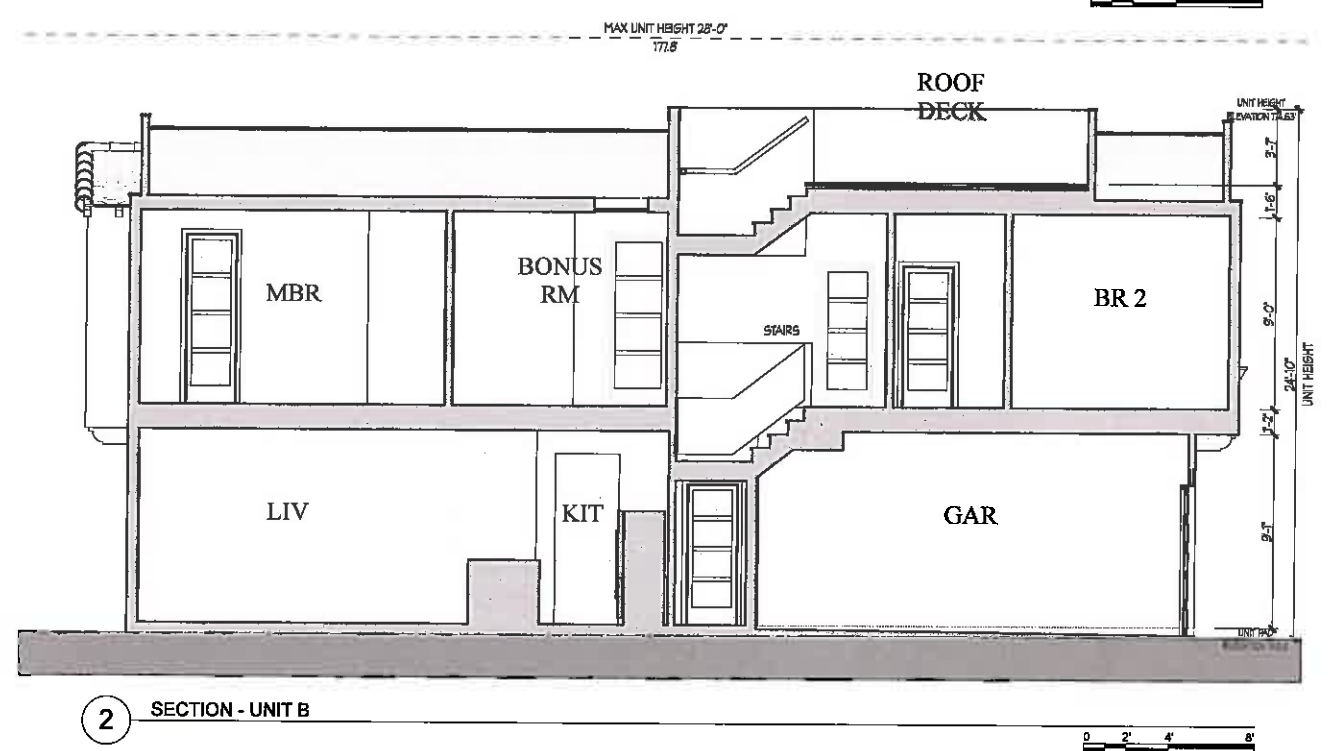 MAX UNIT HEIGHT 28'-0"
177.8
ROOF
DECK
UNIT HEIGHT
3'-7"
1'-6"
MBR
BONUS
RM
BR 2
STAIRS
9'-0"
24'-10"
UNIT HEIGHT
1'-2"
LIV
KIT
GAR
9'-1"
UNIT PAD
2
SECTION - UNIT B
0 2' 4' 8'